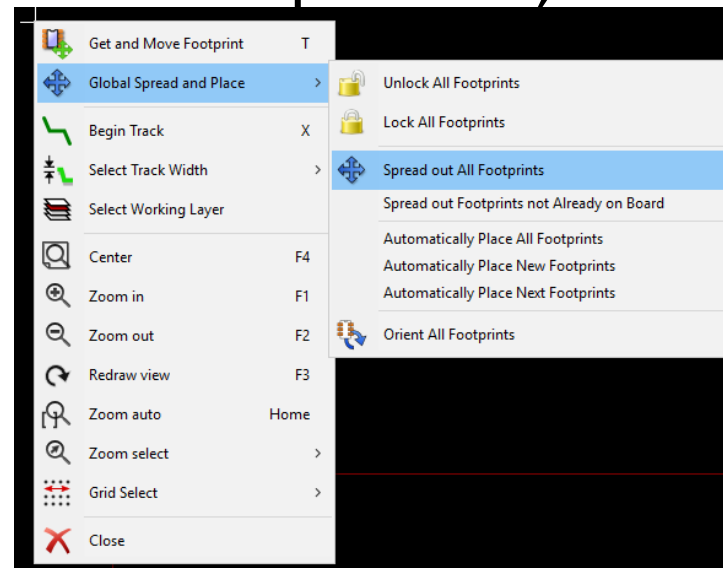 Get and Move Footprint T
Global Spread and Place
Begin Track X
Select Track Width
Select Working Layer
Center F4
Zoom in F1
Zoom out F2
Redraw view F3
Zoom auto Home
Zoom select
Grid Select
Close
Unlock All Footprints
Lock All Footprints
Spread out All Footprints
Spread out Footprints not Already on Board
Automatically Place All Footprints
Automatically Place New Footprints
Automatically Place Next Footprints
Orient All Footprints